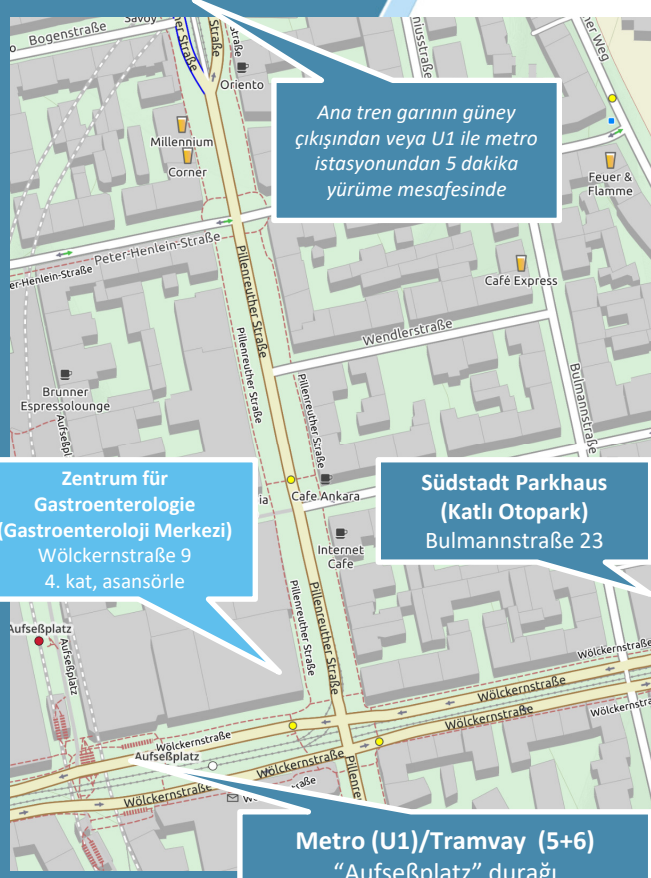 Savoy
Bogenstraße
Straße
Straße
Oriento
Ana tren garının güney
çıkışından veya U1 ile metro
istasyonundan 5 dakika
yürüme mesafesinde
Millennium
Corner
Feuer &
Flamme
Peter-Henlein-Straße
er-Henlein-Straße
Pillenreuther Straße
Café Express
Wendlerstraße
Pillenreuther Straße
Pillenreuther Straße
Bulmannstraße
Brunner
Espressolounge
Zentrum für
Gastroenterologie
(Gastroenteroloji Merkezi)
Wölckernstraße 9
4. kat, asansörle
Cafe Ankara
Südstadt Parkhaus
(Katlı Otopark)
Bulmannstraße 23
Internet
Cafe
Pillenreuther Straße
Pillenreuther Straße
Aufseßplatz
Aufseßplatz
Wölckernstraße
Wölckernstraße
Wölckernstraße
Wölckernstraße
Aufseßplatz
Wölckernstraße
Wölckernstraße
Metro (U1)/Tramvay (5+6)
“Aufseßplatz” durağı